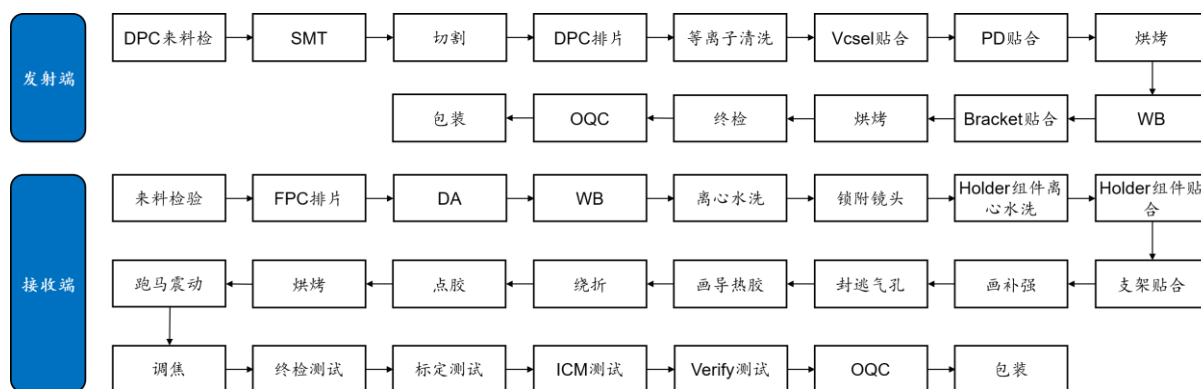 发射端
DPC来料检
SMT
切割
DPC排片
等离子清洗
Vcsel贴合
PD贴合
烘烤
包装
OQC
终检
烘烤
Bracket贴合
WB
接收端
来料检验
FPC排片
DA
WB
离心水洗
锁附镜头
Holder组件离
心水洗
Holder组件贴
合
跑马震动
烘烤
点胶
绕折
画导热胶
封逃气孔
画补强
支架贴合
调焦
终检测试
标定测试
ICM测试
Verify测试
OQC
包装